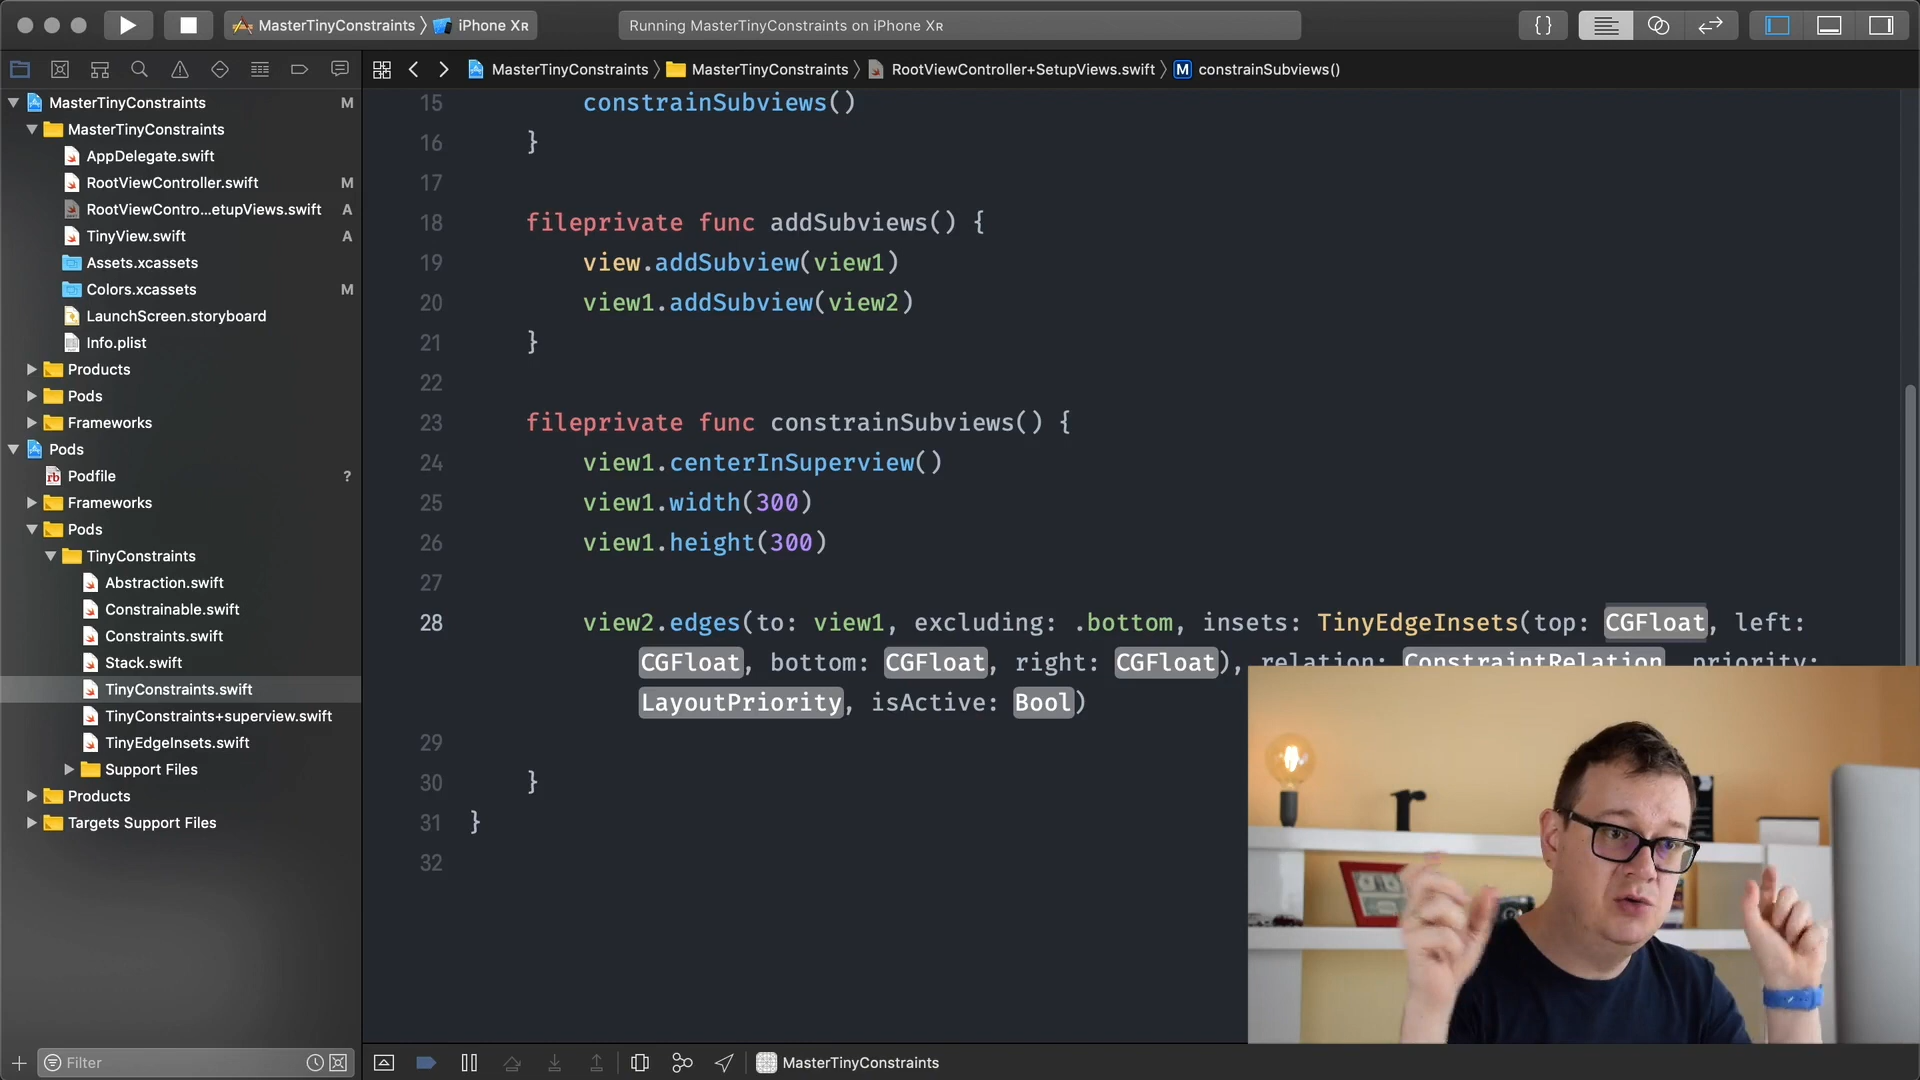 MasterTinyConstraints 〉 iPhone XR
Running MasterTinyConstraints on iPhone XR
{}
MasterTinyConstraints 〉 MasterTinyConstraints 〉 RootViewController+SetupViews.swift 〉 M constrainSubviews()
MasterTinyConstraints M
MasterTinyConstraints
AppDelegate.swift
RootViewController.swift M
RootViewContro...etupViews.swift A
TinyView.swift A
Assets.xcassets
Colors.xcassets M
LaunchScreen.storyboard
Info.plist
Products
Pods
Frameworks
Pods
rb Podfile ?
Frameworks
Pods
TinyConstraints
Abstraction.swift
Constrainable.swift
Constraints.swift
Stack.swift
TinyConstraints.swift
TinyConstraints+superview.swift
TinyEdgeInsets.swift
Support Files
Products
Targets Support Files
Filter
15 constrainSubviews()
16 }
17
18 fileprivate func addSubviews() {
19 view.addSubview(view1)
20 view1.addSubview(view2)
21 }
22
23 fileprivate func constrainSubviews() {
24 view1.centerInSuperview()
25 view1.width(300)
26 view1.height(300)
27
28 view2.edges(to: view1, excluding: .bottom, insets: TinyEdgeInsets(top: CGFloat, left:
CGFloat, bottom: CGFloat, right: CGFloat), relation: ConstraintRelation, priority:
LayoutPriority, isActive: Bool)
29
30 }
31 }
32
MasterTinyConstraints